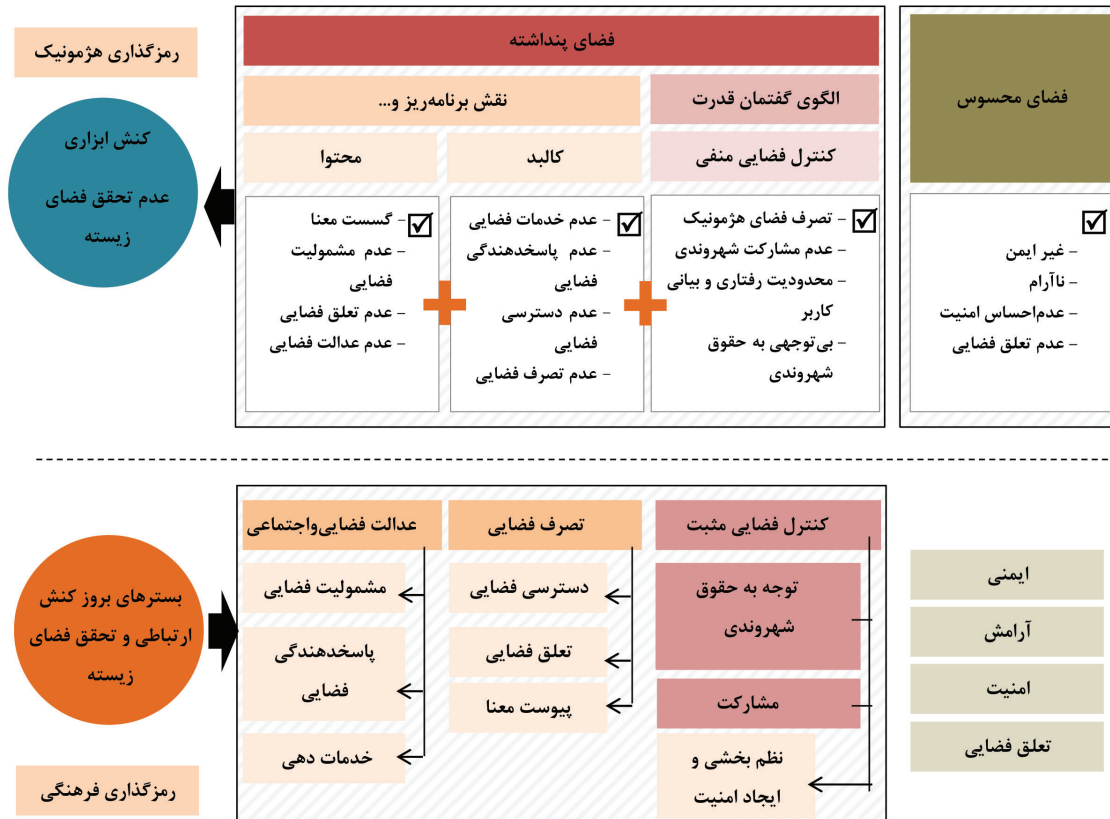 فضای محسوس
غیر ایمن
ناآرام
عدم‌احساس امنیت
عدم تعلق فضایی
فضای پنداشته
الگوی گفتمان قدرت
نقش برنامه‌ریز و...
کنترل فضایی منفی
کالبد
محتوا
- تصرف فضای هژمونیک
- عدم مشارکت شهروندی
- محدودیت رفتاری و بیانی
کاربر
- بی‌توجهی به حقوق
شهروندی
- عدم خدمات فضایی
- عدم پاسخدهندگی
فضایی
- عدم دسترسی
فضایی
- عدم تصرف فضایی
- گسست معنا
- عدم مشمولیت
فضایی
- عدم تعلق فضایی
- عدم عدالت فضایی
رمزگذاری هژمونیک
کنش ابزاری
عدم تحقق فضای
زیسته
ایمنی
آرامش
امنیت
تعلق فضایی
کنترل فضایی مثبت
توجه به حقوق
شهروندی
مشارکت
نظم بخشی و
ایجاد امنیت
تصرف فضایی
دسترسی فضایی
تعلق فضایی
پیوست معنا
عدالت فضایی‌واجتماعی
مشمولیت فضایی
پاسخدهندگی
فضایی
خدمات دهی
بسترهای بروز کنش
ارتباطی و تحقق فضای
زیسته
رمزگذاری فرهنگی